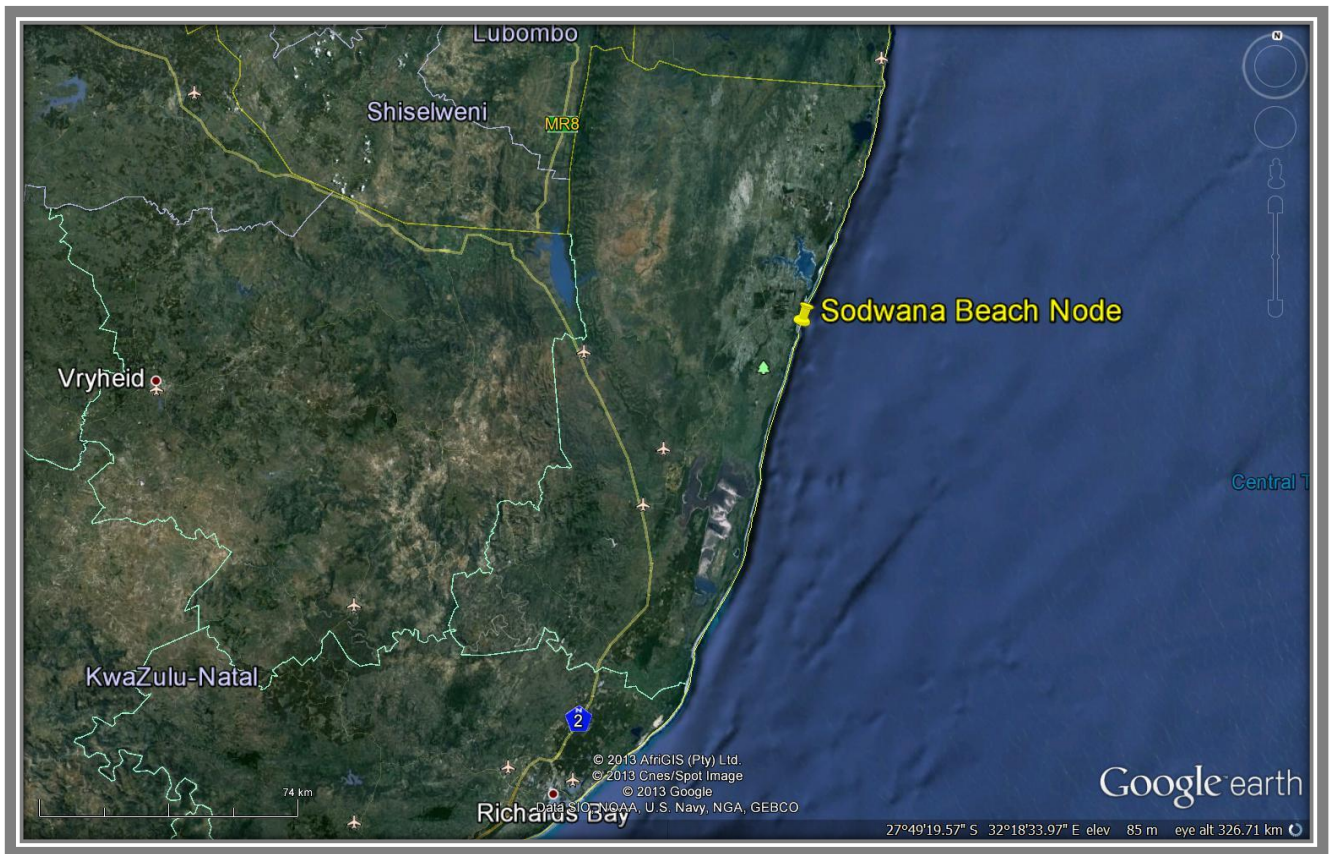 Lubombo
N
Shiselweni
MR8
Sodwana Beach Node
Vryheid
Central T
KwaZulu-Natal
N
2
© 2013 AfriGIS (Pty) Ltd.
© 2013 Cnes/Spot Image
© 2013 Google
Data SIO, NOAA, U.S. Navy, NGA, GEBCO
74 km
Richards Bay
Google earth
27°49'19.57" S 32°18'33.97" E elev 85 m eye alt 326.71 km